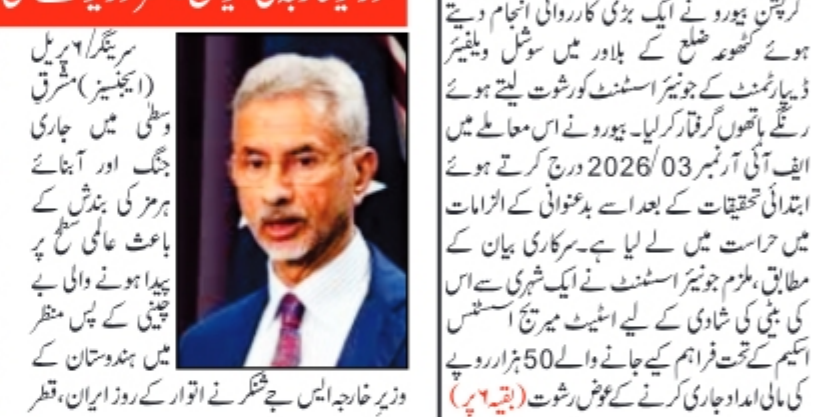 کرپشن بیورو نے ایک بڑی کارروائی انجام دیتے
ہوئے کٹھوعہ ضلع کے بلاور میں سوشل ویلفیئر
ڈیپارٹمنٹ کے جونیئر اسسٹنٹ کو رشوت لیتے ہوئے
رنگے ہاتھوں گرفتار کر لیا۔ بیورو نے اس معاملے میں
ایف آئی آر نمبر 03/2026 درج کرتے ہوئے
ابتدائی تحقیقات کے بعد اسے بدعنوانی کے الزامات
میں حراست میں لے لیا ہے۔ سرکاری بیان کے
مطابق، ملزم جونیئر اسسٹنٹ نے ایک شہری سے اس
کی بیٹی کی شادی کے لیے اسٹیٹ میریج اسسٹنس
اسکیم کے تحت فراہم کیے جانے والے 50 ہزار روپے
کی مالی امداد جاری کرنے کے عوض رشوت (بقیہ ۶ پر)
سرینگر/۶ اپریل
(ایجنسیز) مشرق
وسطیٰ میں جاری
جنگ اور آبنائے
ہرمز کی بندش کے
باعث عالمی سطح پر
پیدا ہونے والی بے
چینی کے پس منظر
میں ہندوستان کے
وزیر خارجہ ایس جے شنکر نے اتوار کے روز ایران، قطر